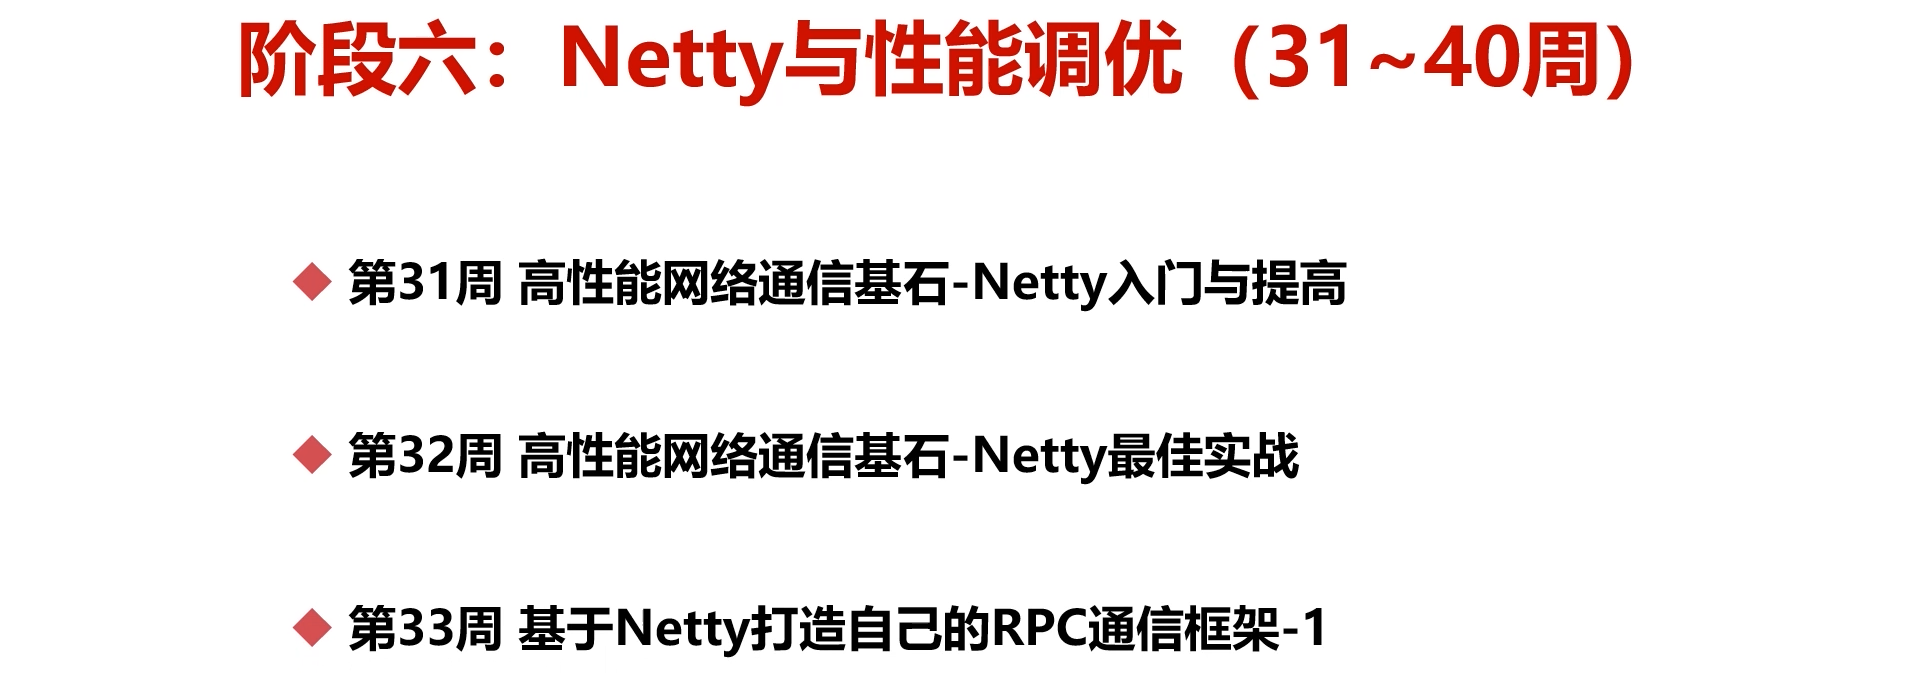 阶段六：Netty与性能调优（31~40周）
第31周 高性能网络通信基石-Netty入门与提高
第32周 高性能网络通信基石-Netty最佳实战
第33周 基于Netty打造自己的RPC通信框架-1